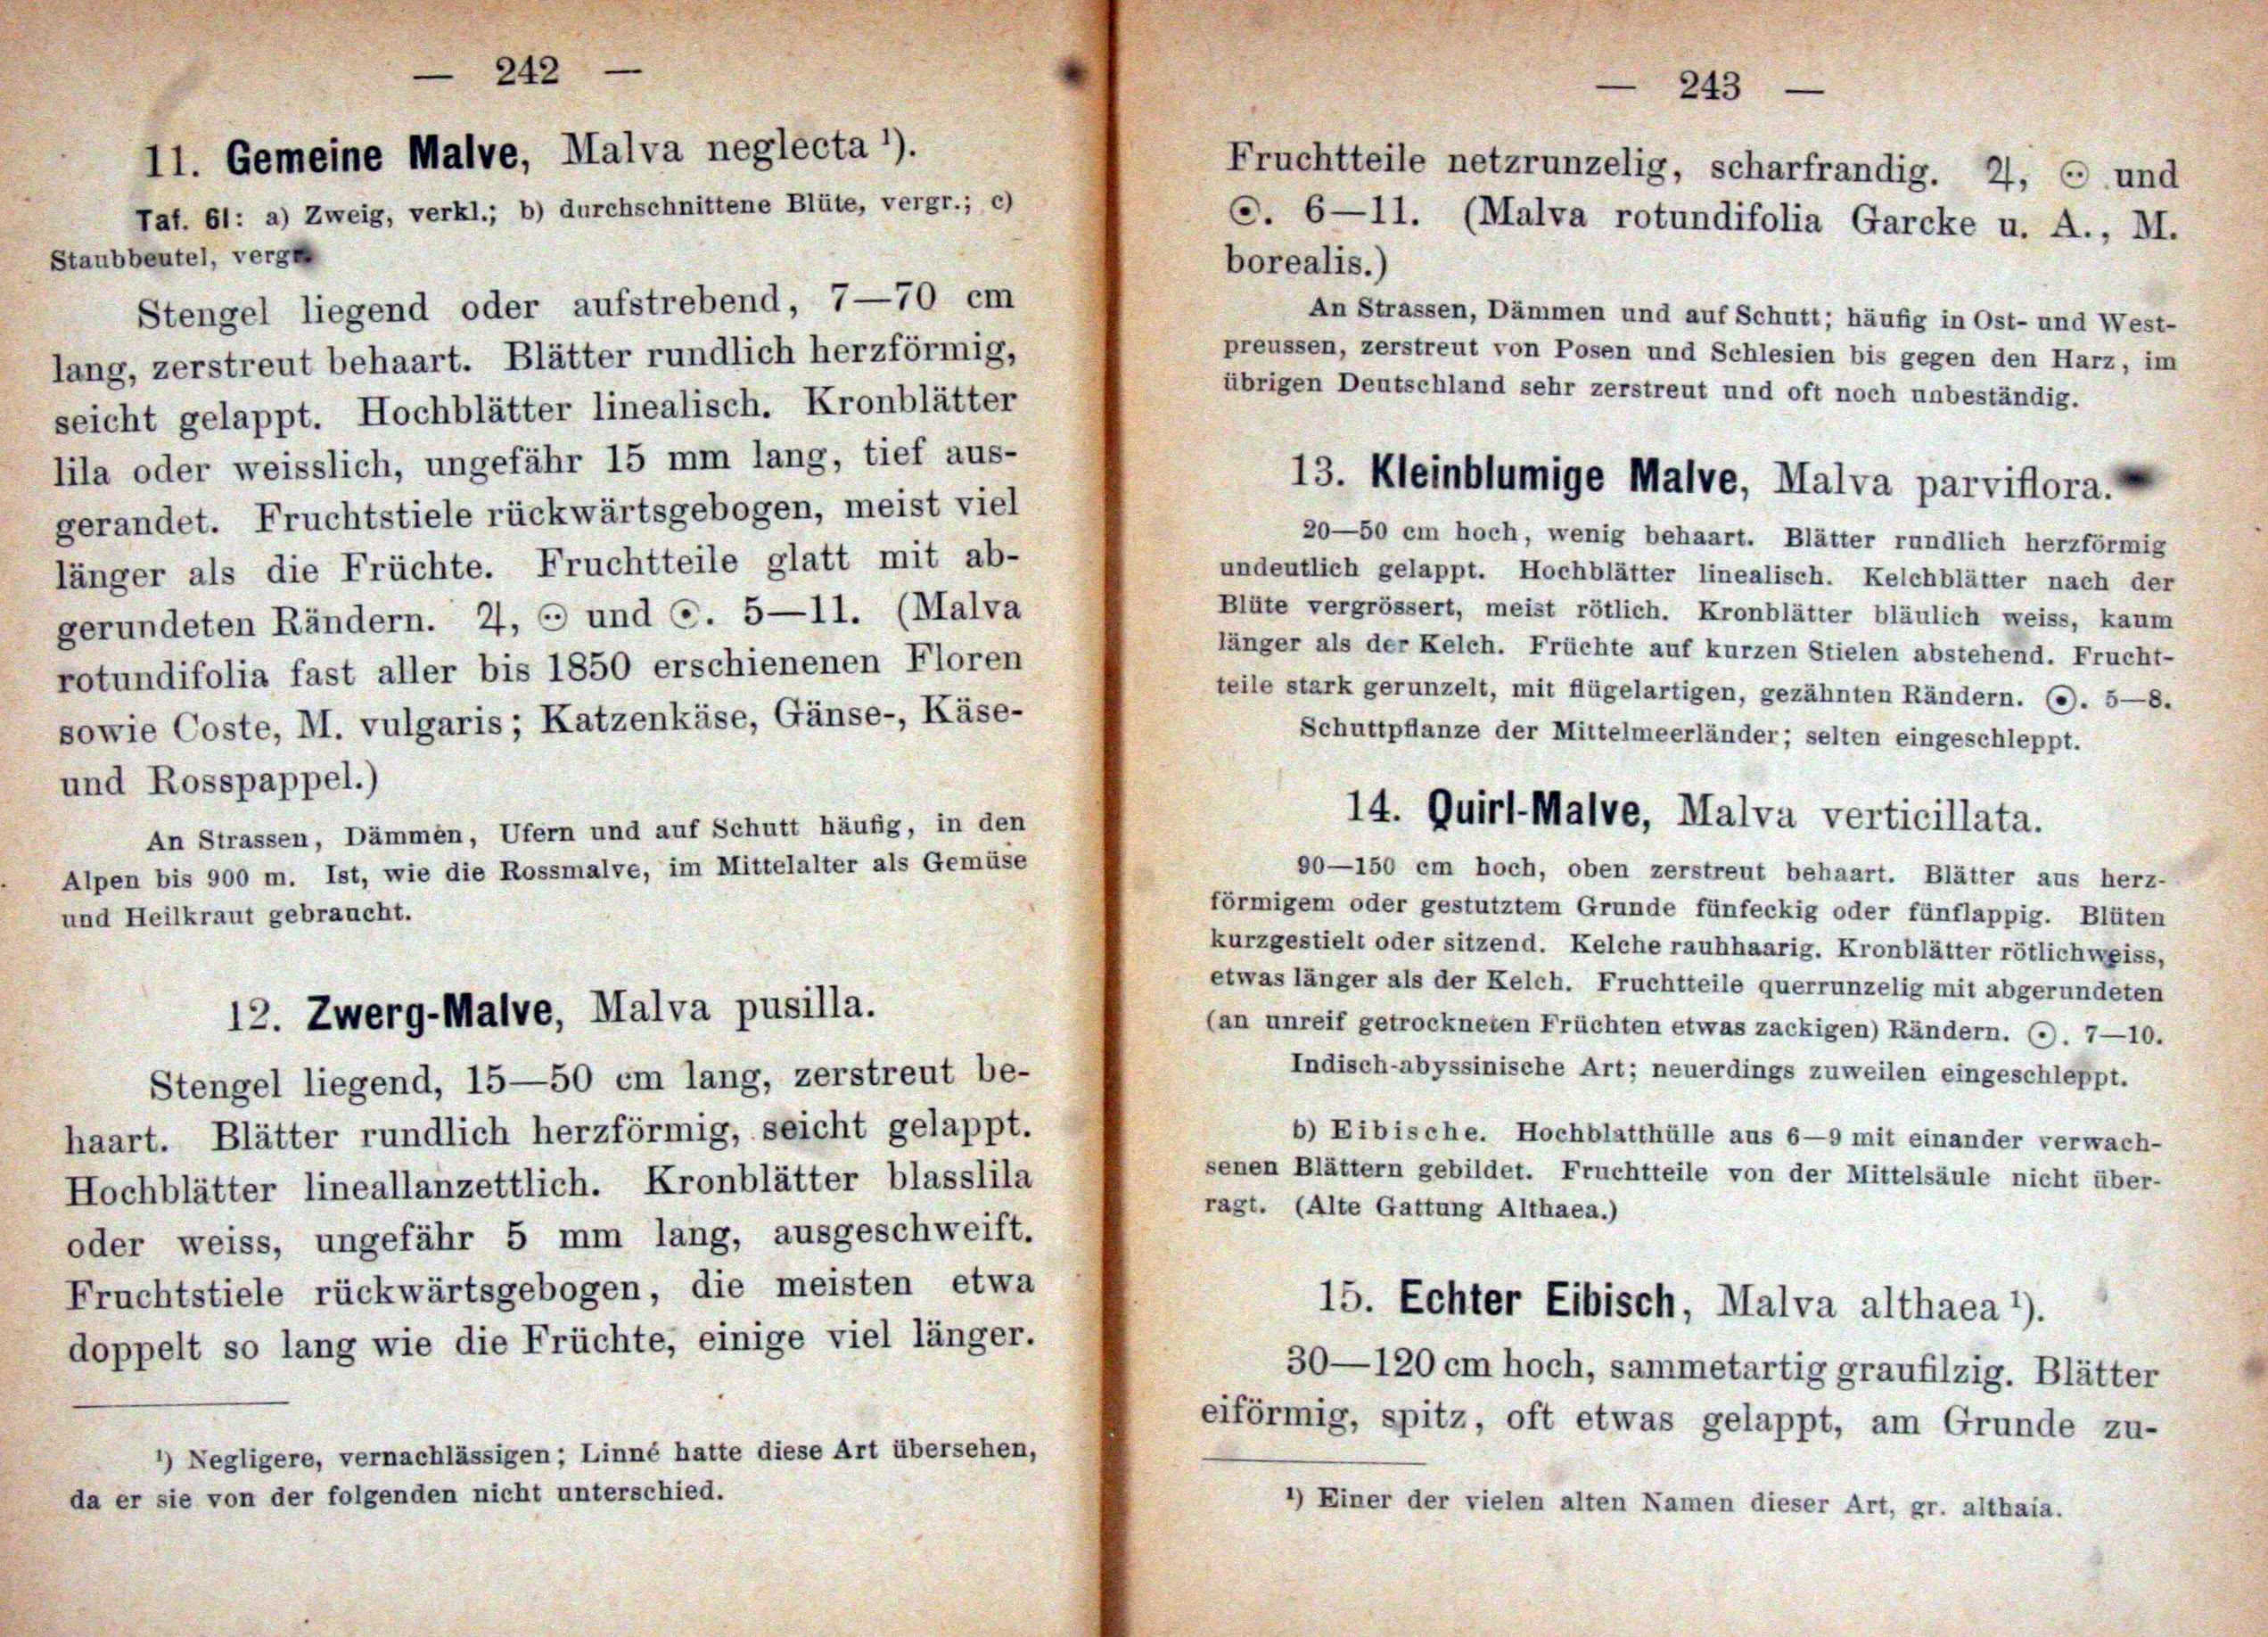 — 242 —
11. Gemeine Malve, Malva neglecta ¹).
Taf. 61: a) Zweig, verkl.; b) durchschnittene Blüte, vergr.; c)
Staubbeutel, vergr.
Stengel liegend oder aufstrebend, 7—70 cm
lang, zerstreut behaart. Blätter rundlich herzförmig,
seicht gelappt. Hochblätter linealisch. Kronblätter
lila oder weisslich, ungefähr 15 mm lang, tief aus-
gerandet. Fruchtstiele rückwärtsgebogen, meist viel
länger als die Früchte. Fruchtteile glatt mit ab-
gerundeten Rändern. ♃, ⊙ und ⊙. 5—11. (Malva
rotundifolia fast aller bis 1850 erschienenen Floren
sowie Coste, M. vulgaris; Katzenkäse, Gänse-, Käse-
und Rosspappel.)
An Strassen, Dämmen, Ufern und auf Schutt häufig, in den
Alpen bis 900 m. Ist, wie die Rossmalve, im Mittelalter als Gemüse
und Heilkraut gebraucht.
12. Zwerg-Malve, Malva pusilla.
Stengel liegend, 15—50 cm lang, zerstreut be-
haart. Blätter rundlich herzförmig, seicht gelappt.
Hochblätter lineallanzettlich. Kronblätter blasslila
oder weiss, ungefähr 5 mm lang, ausgeschweift.
Fruchtstiele rückwärtsgebogen, die meisten etwa
doppelt so lang wie die Früchte, einige viel länger.
¹) Negligere, vernachlässigen; Linné hatte diese Art übersehen,
da er sie von der folgenden nicht unterschied.
— 243 —
Fruchtteile netzrunzelig, scharfrandig. ♃, ⊙ und
⊙. 6—11. (Malva rotundifolia Garcke u. A., M.
borealis.)
An Strassen, Dämmen und auf Schutt; häufig in Ost- und West-
preussen, zerstreut von Posen und Schlesien bis gegen den Harz, im
übrigen Deutschland sehr zerstreut und oft noch unbeständig.
13. Kleinblumige Malve, Malva parviflora.
20—50 cm hoch, wenig behaart. Blätter rundlich herzförmig
undeutlich gelappt. Hochblätter linealisch. Kelchblätter nach der
Blüte vergrössert, meist rötlich. Kronblätter bläulich weiss, kaum
länger als der Kelch. Früchte auf kurzen Stielen abstehend. Frucht-
teile stark gerunzelt, mit flügelartigen, gezähnten Rändern. ⊙. 5—8.
Schuttpflanze der Mittelmeerländer; selten eingeschleppt.
14. Quirl-Malve, Malva verticillata.
90—150 cm hoch, oben zerstreut behaart. Blätter aus herz-
förmigem oder gestutztem Grunde fünfeckig oder fünflappig. Blüten
kurzgestielt oder sitzend. Kelche rauhhaarig. Kronblätter rötlichweiss,
etwas länger als der Kelch. Fruchtteile querrunzelig mit abgerundeten
(an unreif getrockneten Früchten etwas zackigen) Rändern. ⊙. 7—10.
Indisch-abyssinische Art; neuerdings zuweilen eingeschleppt.
b) Eibische. Hochblatthülle aus 6—9 mit einander verwach-
senen Blättern gebildet. Fruchtteile von der Mittelsäule nicht über-
ragt. (Alte Gattung Althaea.)
15. Echter Eibisch, Malva althaea ¹).
30—120 cm hoch, sammetartig graufilzig. Blätter
eiförmig, spitz, oft etwas gelappt, am Grunde zu-
¹) Einer der vielen alten Namen dieser Art, gr. althaia.